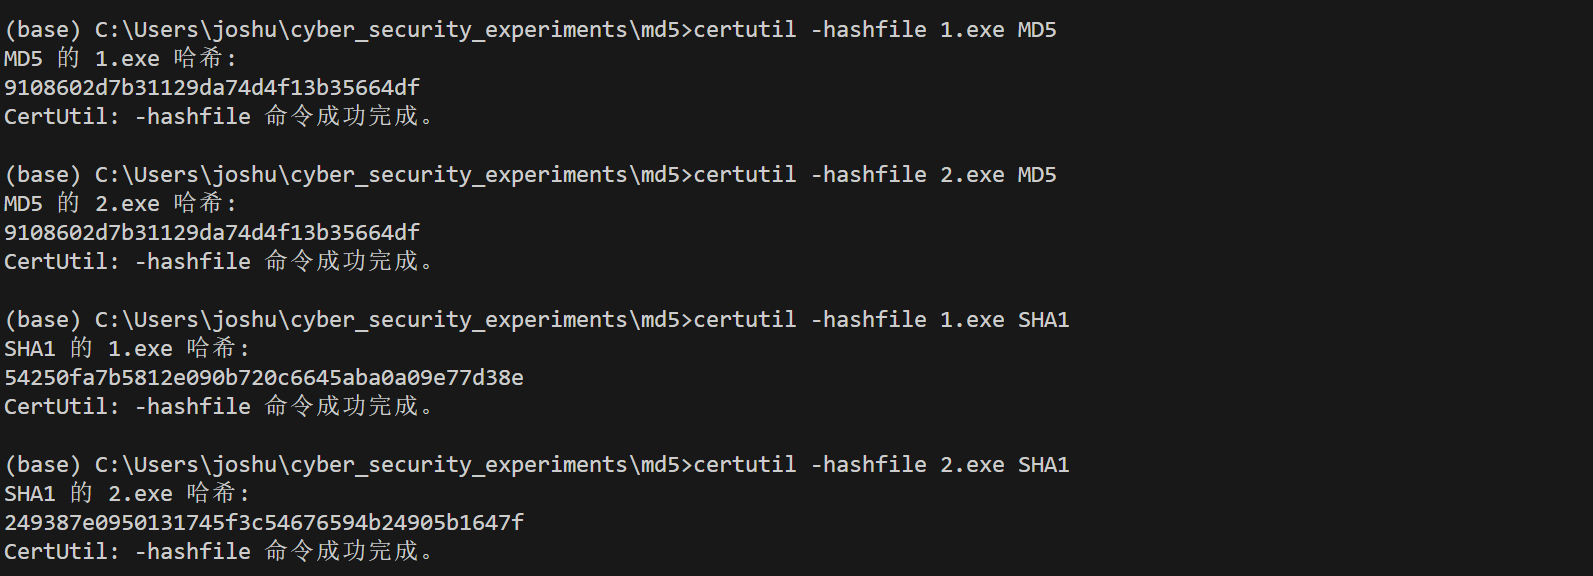 (base) C:\Users\joshu\cyber_security_experiments\md5>certutil -hashfile 1.exe MD5
MD5 的 1.exe 哈希:
9108602d7b31129da74d4f13b35664df
CertUtil: -hashfile 命令成功完成。
(base) C:\Users\joshu\cyber_security_experiments\md5>certutil -hashfile 2.exe MD5
MD5 的 2.exe 哈希:
9108602d7b31129da74d4f13b35664df
CertUtil: -hashfile 命令成功完成。
(base) C:\Users\joshu\cyber_security_experiments\md5>certutil -hashfile 1.exe SHA1
SHA1 的 1.exe 哈希:
54250fa7b5812e090b720c6645aba0a09e77d38e
CertUtil: -hashfile 命令成功完成。
(base) C:\Users\joshu\cyber_security_experiments\md5>certutil -hashfile 2.exe SHA1
SHA1 的 2.exe 哈希:
249387e0950131745f3c54676594b24905b1647f
CertUtil: -hashfile 命令成功完成。